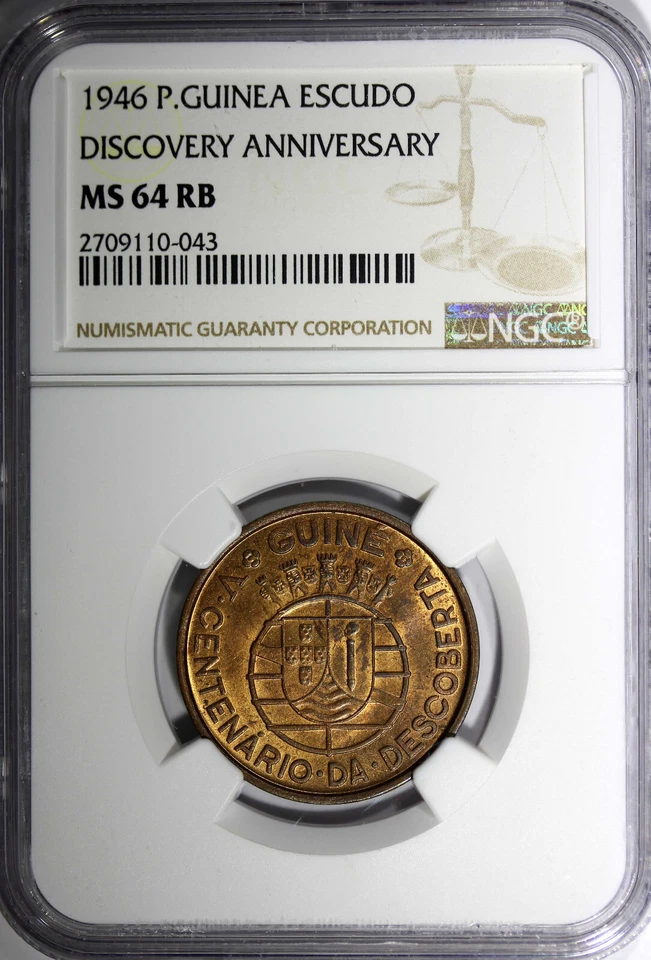 1946 P.GUINEA ESCUDO
DISCOVERY ANNIVERSARY
MS 64 RB
2709110-043
NUMISMATIC GUARANTY CORPORATION
NGC®
GUINÉ
V · CENTENÁRIO · DA · DESCOBERTA